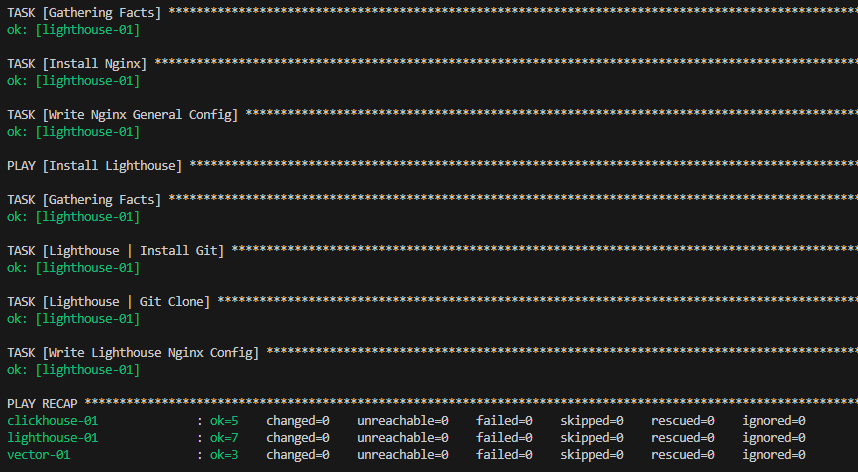 TASK [Gathering Facts] ****************************************************************************************************
ok: [lighthouse-01]
TASK [Install Nginx] ******************************************************************************************************
ok: [lighthouse-01]
TASK [Write Nginx General Config] *****************************************************************************************
ok: [lighthouse-01]
PLAY [Install Lighthouse] *************************************************************************************************
TASK [Gathering Facts] ****************************************************************************************************
ok: [lighthouse-01]
TASK [Lighthouse | Install Git] *******************************************************************************************
ok: [lighthouse-01]
TASK [Lighthouse | Git Clone] *********************************************************************************************
ok: [lighthouse-01]
TASK [Write Lighthouse Nginx Config] **************************************************************************************
ok: [lighthouse-01]
PLAY RECAP ****************************************************************************************************************
clickhouse-01              : ok=5    changed=0    unreachable=0    failed=0    skipped=0    rescued=0    ignored=0
lighthouse-01              : ok=7    changed=0    unreachable=0    failed=0    skipped=0    rescued=0    ignored=0
vector-01                  : ok=3    changed=0    unreachable=0    failed=0    skipped=0    rescued=0    ignored=0